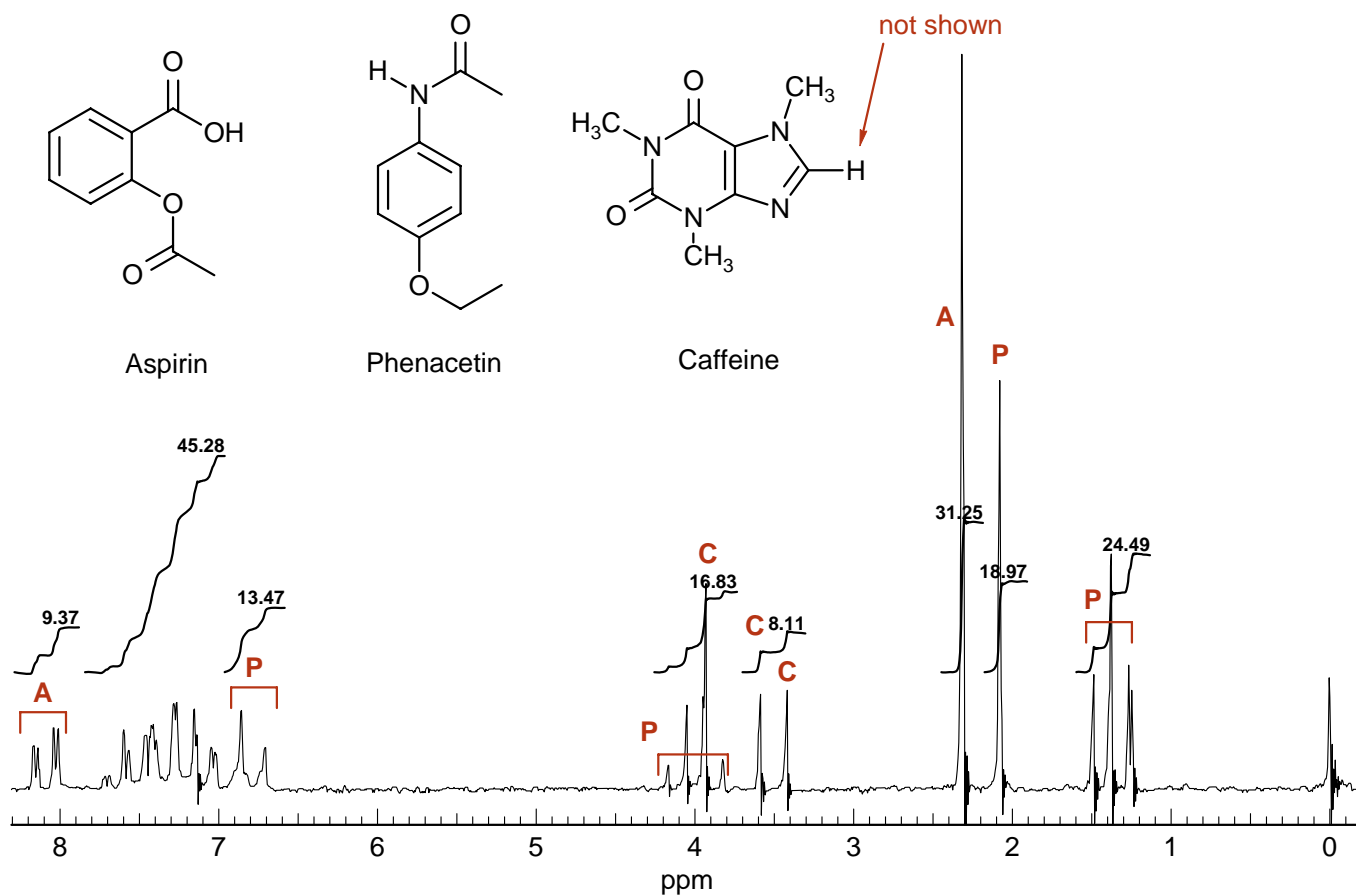 not shown
O
OH
O
O
H
N
O
O
O
H3C
N
N
O
CH3
N
CH3
N
H
Aspirin
Phenacetin
Caffeine
A
P
45.28
9.37
13.47
A
P
C
16.83
C
8.11
C
P
31.25
18.97
24.49
P
8
7
6
5
4
3
2
1
0
ppm